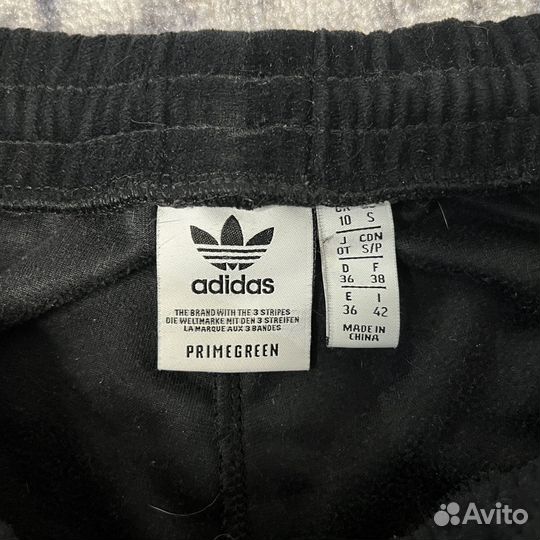 adidas
THE BRAND WITH THE 3 STRIPES
DIE WELTMARKE MIT DEN 3 STREIFEN
LA MARQUE AUX 3 BANDES
PRIMEGREEN
10 S
J CDN
OT S/P
D F
36 38
E I
36 42
MADE IN
CHINA
Avito